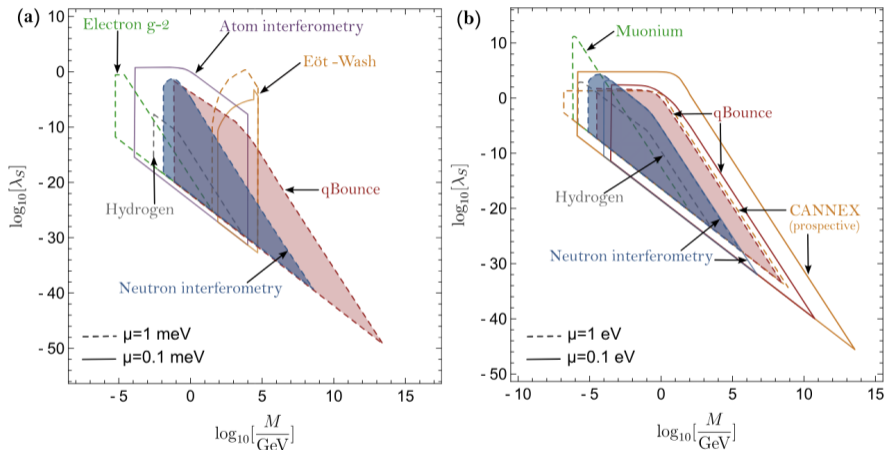 (a)
Electron g-2
Atom interferometry
Eöt -Wash
qBounce
Hydrogen
Neutron interferometry
μ=1 meV
μ=0.1 meV
10
0
- 10
- 20
- 30
- 40
- 50
log₁₀[λ_S]
- 5
0
5
10
15
log₁₀[M/GeV]
(b)
Muonium
qBounce
Hydrogen
CANNEX
(prospective)
Neutron interferometry
μ=1 eV
μ=0.1 eV
10
0
- 10
- 20
- 30
- 40
- 50
log₁₀[λ_S]
- 10
- 5
0
5
10
15
log₁₀[M/GeV]